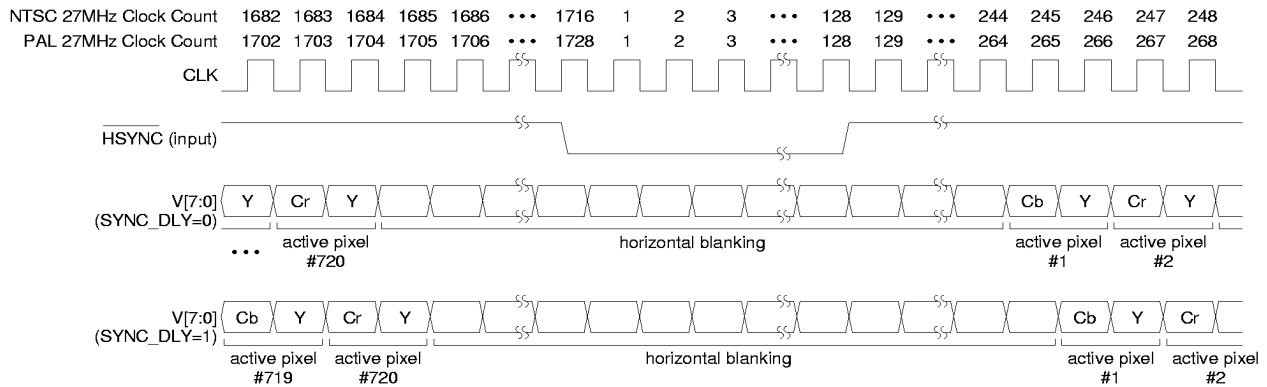 NTSC 27MHz Clock Count 1682 1683 1684 1685 1686 ••• 1716 1 2 3 ••• 128 129 ••• 244 245 246 247 248
PAL 27MHz Clock Count 1702 1703 1704 1705 1706 ••• 1728 1 2 3 ••• 128 129 ••• 264 265 266 267 268
CLK
HSYNC (input)
V[7:0] Y Cr Y Cb Y Cr Y
(SYNC_DLY=0)
••• active pixel horizontal blanking active pixel active pixel
#720 #1 #2
V[7:0] Cb Y Cr Y Cb Y Cr
(SYNC_DLY=1)
active pixel active pixel horizontal blanking active pixel active pixel
#719 #720 #1 #2